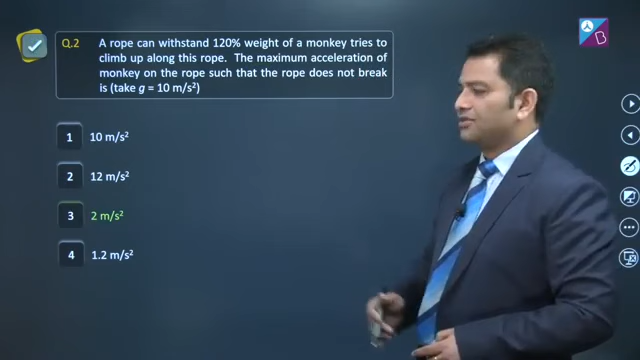 Q.2 A rope can withstand 120% weight of a monkey tries to
climb up along this rope. The maximum acceleration of
monkey on the rope such that the rope does not break
is (take g = 10 m/s²)
1 10 m/s²
2 12 m/s²
3 2 m/s²
4 1.2 m/s²
A
B